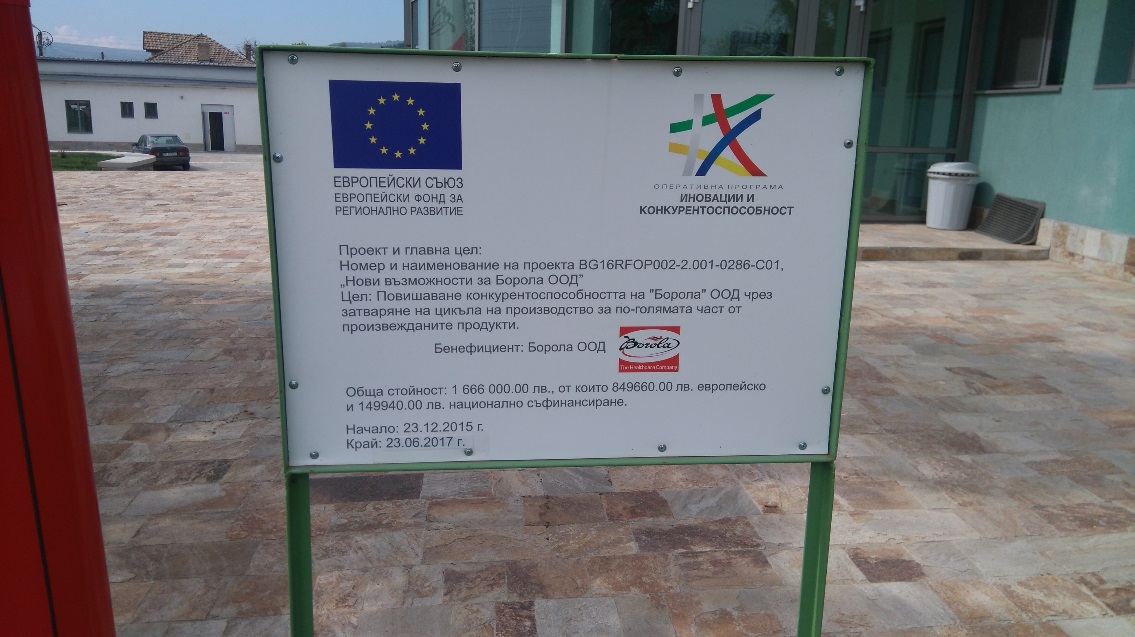 ЕВРОПЕЙСКИ СЪЮЗ
ЕВРОПЕЙСКИ ФОНД ЗА
РЕГИОНАЛНО РАЗВИТИЕ
ОПЕРАТИВНА ПРОГРАМА
ИНОВАЦИИ И
КОНКУРЕНТОСПОСОБНОСТ
Проект и главна цел:
Номер и наименование на проекта BG16RFOP002-2.001-0286-C01,
„Нови възможности за Борола ООД”
Цел: Повишаване конкурентоспособността на "Борола" ООД чрез
затваряне на цикъла на производство за по-голямата част от
произвежданите продукти.
Бенефициент: Борола ООД
Borola
The Healthcare Company
Обща стойност: 1 666 000.00 лв., от които 849660.00 лв. европейско
и 149940.00 лв. национално съфинансиране.
Начало: 23.12.2015 г.
Край: 23.06.2017 г.